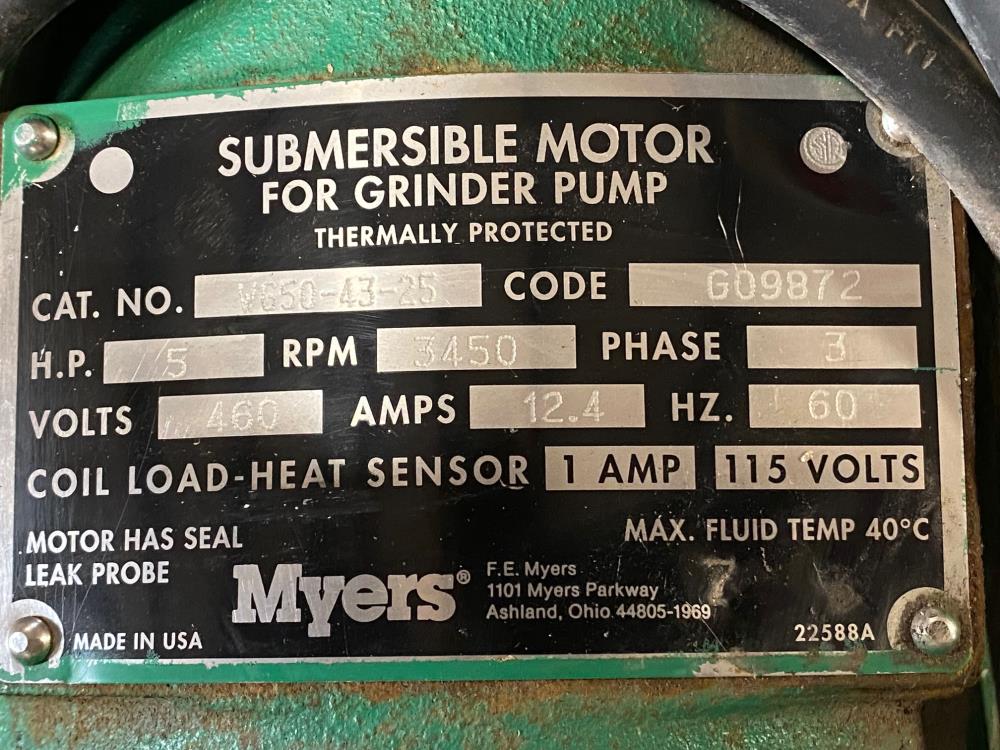 SUBMERSIBLE MOTOR
FOR GRINDER PUMP
THERMALLY PROTECTED
CAT. NO. VG50-43-25 CODE G09872
H.P. 5 RPM 3450 PHASE 3
VOLTS 460 AMPS 12.4 HZ. 60
COIL LOAD-HEAT SENSOR 1 AMP 115 VOLTS
MOTOR HAS SEAL
LEAK PROBE
MAX. FLUID TEMP 40°C
Myers®
F.E. Myers
1101 Myers Parkway
Ashland, Ohio 44805-1969
MADE IN USA
22588A